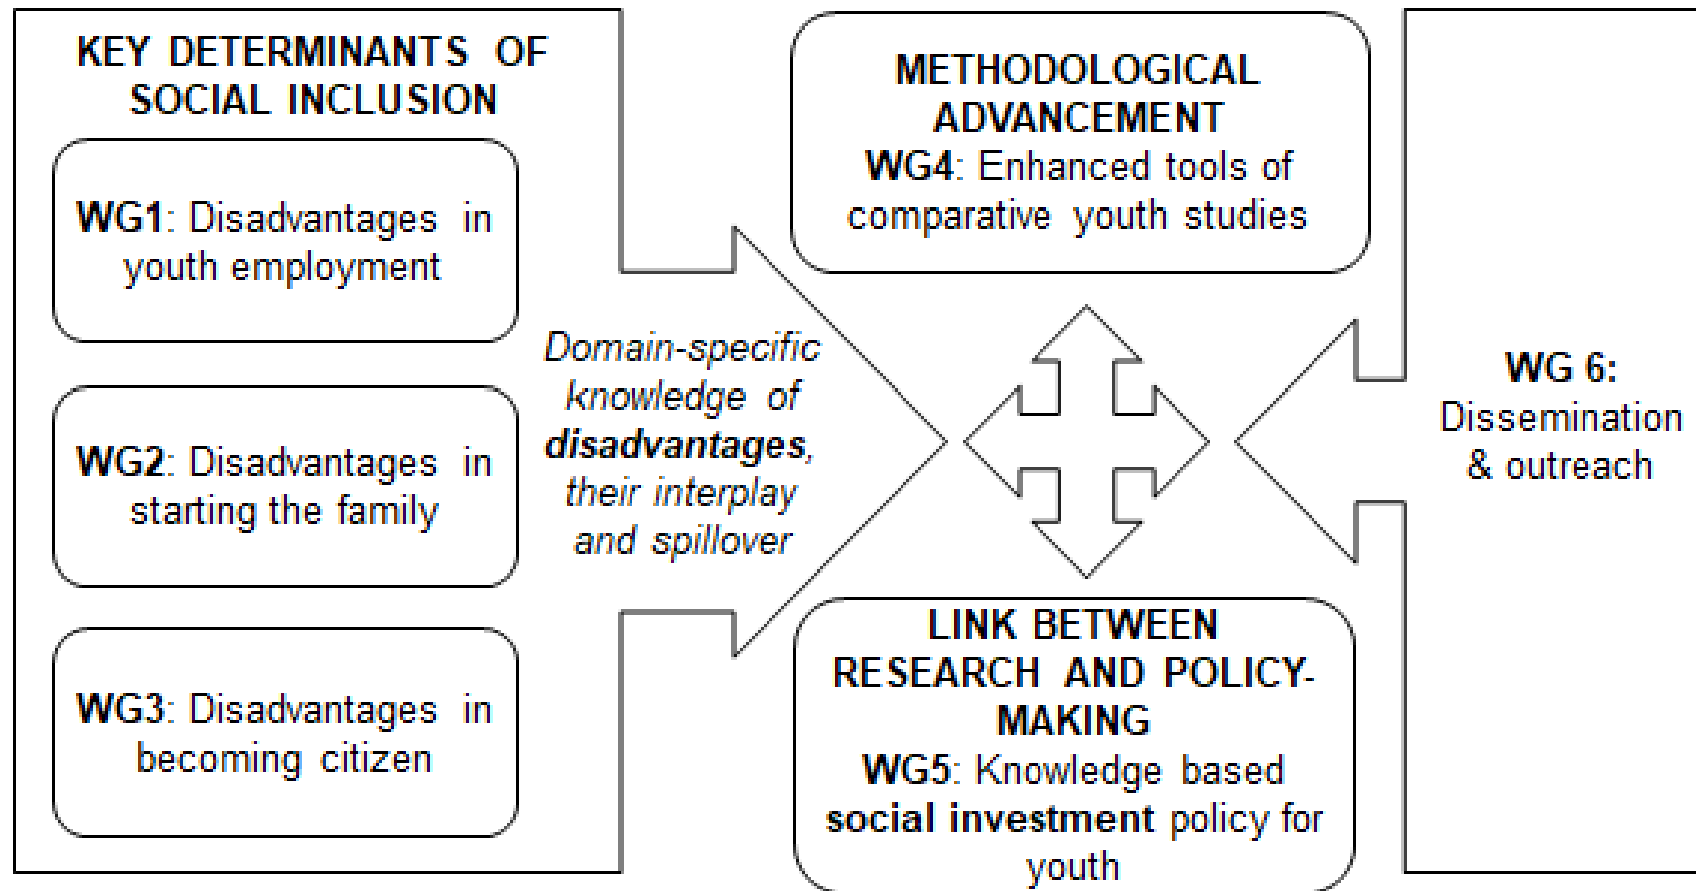 KEY DETERMINANTS OF
SOCIAL INCLUSION
WG1: Disadvantages in
youth employment
WG2: Disadvantages in
starting the family
WG3: Disadvantages in
becoming citizen
Domain-specific
knowledge of
disadvantages,
their interplay
and spillover
METHODOLOGICAL
ADVANCEMENT
WG4: Enhanced tools of
comparative youth studies
LINK BETWEEN
RESEARCH AND POLICY-
MAKING
WG5: Knowledge based
social investment policy for
youth
WG 6:
Dissemination
& outreach